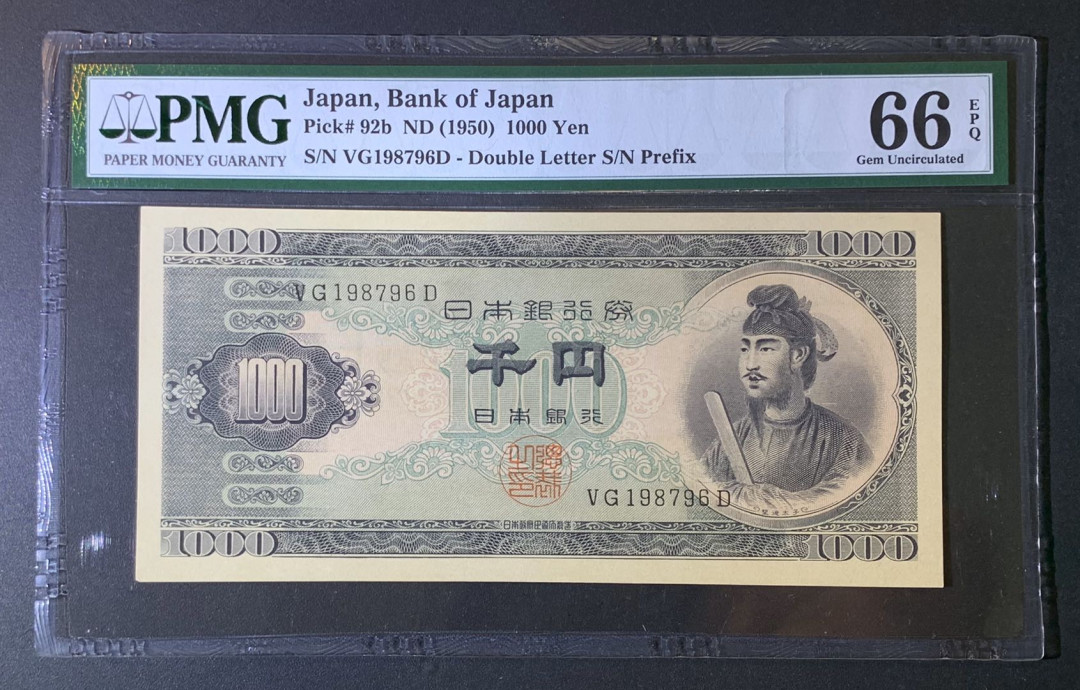 PMG
PAPER MONEY GUARANTY
Japan, Bank of Japan
Pick# 92b ND (1950) 1000 Yen
S/N VG198796D - Double Letter S/N Prefix
66
EPQ
Gem Uncirculated
1000 1000
VG198796D
日本銀行券
千円
1000
1000
日本銀行
VG198796D
1000 1000